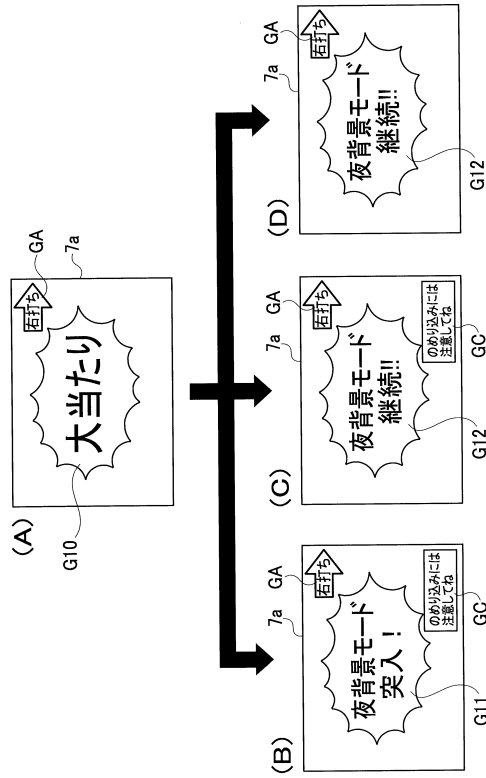 (A)
7a
GA
右打ち
大当たり
G10
(B)
7a
GA
右打ち
夜背景モード
突入！
のめり込みには
注意してね
G11
GC
(C)
7a
GA
右打ち
夜背景モード
継続!!
のめり込みには
注意してね
G12
GC
(D)
7a
GA
右打ち
夜背景モード
継続!!
G12